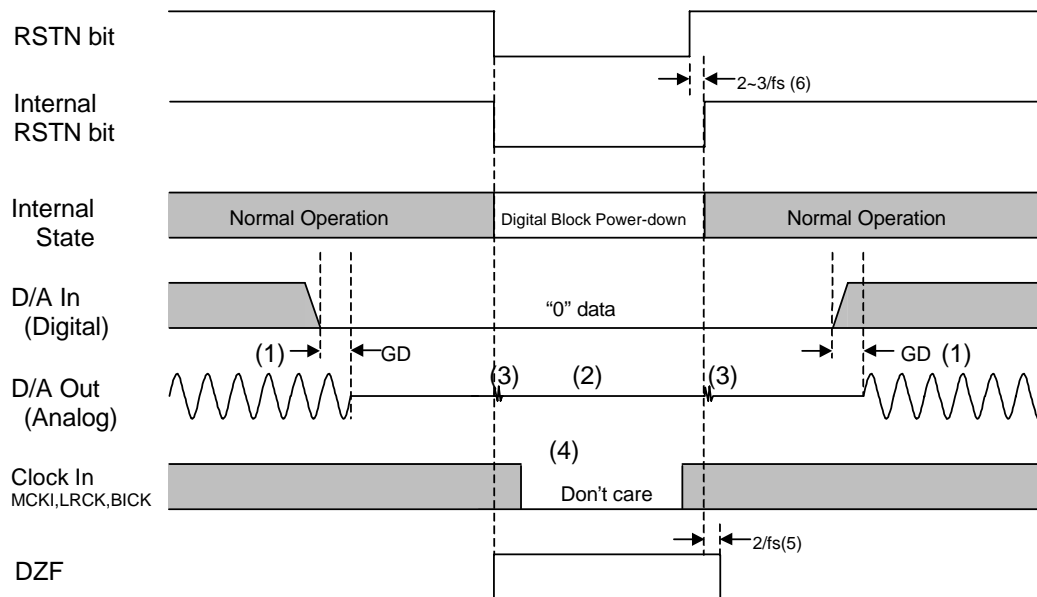 RSTN bit
2~3/fs (6)
Internal
RSTN bit
Internal
State
Normal Operation
Digital Block Power-down
Normal Operation
D/A In
(Digital)
“0” data
(1)
GD
GD
(1)
D/A Out
(Analog)
(3)
(2)
(3)
(4)
Clock In
MCKI,LRCK,BICK
Don’t care
2/fs(5)
DZF